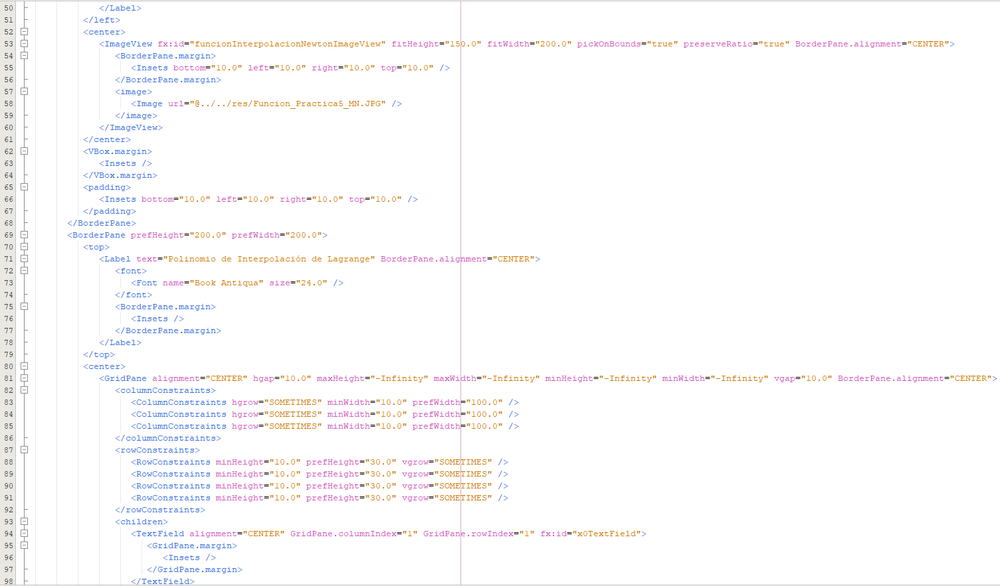 50 </Label>
51 </left>
52 <center>
53 <ImageView fx:id="funcionInterpolacionNewtonImageView" fitHeight="150.0" fitWidth="200.0" pickOnBounds="true" preserveRatio="true" BorderPane.alignment="CENTER">
54 <BorderPane.margin>
55 <Insets bottom="10.0" left="10.0" right="10.0" top="10.0" />
56 </BorderPane.margin>
57 <image>
58 <Image url="@../../res/Funcion_Practica5_MN.JPG" />
59 </image>
60 </ImageView>
61 </center>
62 <VBox.margin>
63 <Insets />
64 </VBox.margin>
65 <padding>
66 <Insets bottom="10.0" left="10.0" right="10.0" top="10.0" />
67 </padding>
68 </BorderPane>
69 <BorderPane prefHeight="200.0" prefWidth="200.0">
70 <top>
71 <Label text="Polinomio de Interpolación de Lagrange" BorderPane.alignment="CENTER">
72 <font>
73 <Font name="Book Antiqua" size="24.0" />
74 </font>
75 <BorderPane.margin>
76 <Insets />
77 </BorderPane.margin>
78 </Label>
79 </top>
80 <center>
81 <GridPane alignment="CENTER" hgap="10.0" maxHeight="-Infinity" maxWidth="-Infinity" minHeight="-Infinity" minWidth="-Infinity" vgap="10.0" BorderPane.alignment="CENTER">
82 <columnConstraints>
83 <ColumnConstraints hgrow="SOMETIMES" minWidth="10.0" prefWidth="100.0" />
84 <ColumnConstraints hgrow="SOMETIMES" minWidth="10.0" prefWidth="100.0" />
85 <ColumnConstraints hgrow="SOMETIMES" minWidth="10.0" prefWidth="100.0" />
86 </columnConstraints>
87 <rowConstraints>
88 <RowConstraints minHeight="10.0" prefHeight="30.0" vgrow="SOMETIMES" />
89 <RowConstraints minHeight="10.0" prefHeight="30.0" vgrow="SOMETIMES" />
90 <RowConstraints minHeight="10.0" prefHeight="30.0" vgrow="SOMETIMES" />
91 <RowConstraints minHeight="10.0" prefHeight="30.0" vgrow="SOMETIMES" />
92 </rowConstraints>
93 <children>
94 <TextField alignment="CENTER" GridPane.columnIndex="1" GridPane.rowIndex="1" fx:id="x0TextField">
95 <GridPane.margin>
96 <Insets />
97 </GridPane.margin>
98 </TextField>